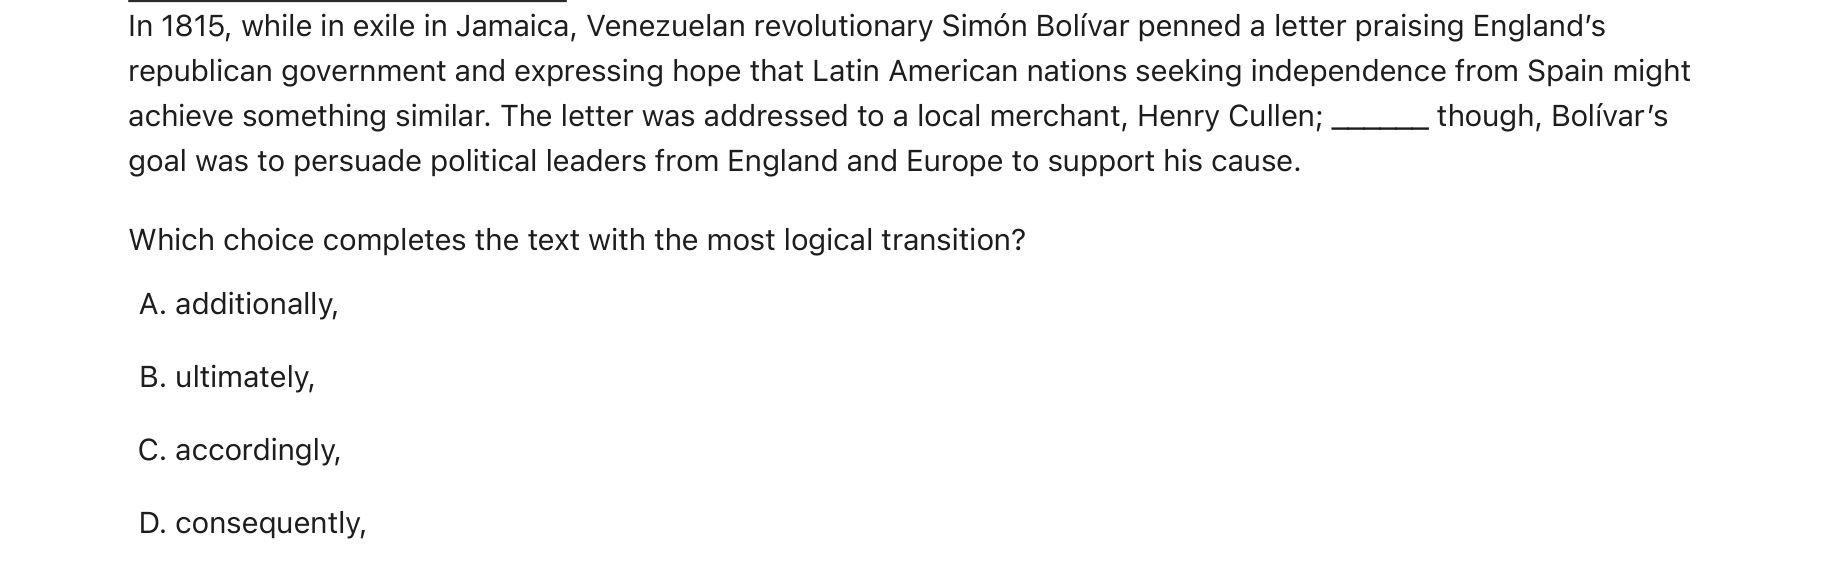 In 1815, while in exile in Jamaica, Venezuelan revolutionary Simón Bolívar penned a letter praising England’s
republican government and expressing hope that Latin American nations seeking independence from Spain might
achieve something similar. The letter was addressed to a local merchant, Henry Cullen; ______ though, Bolívar’s
goal was to persuade political leaders from England and Europe to support his cause.
Which choice completes the text with the most logical transition?
A. additionally,
B. ultimately,
C. accordingly,
D. consequently,